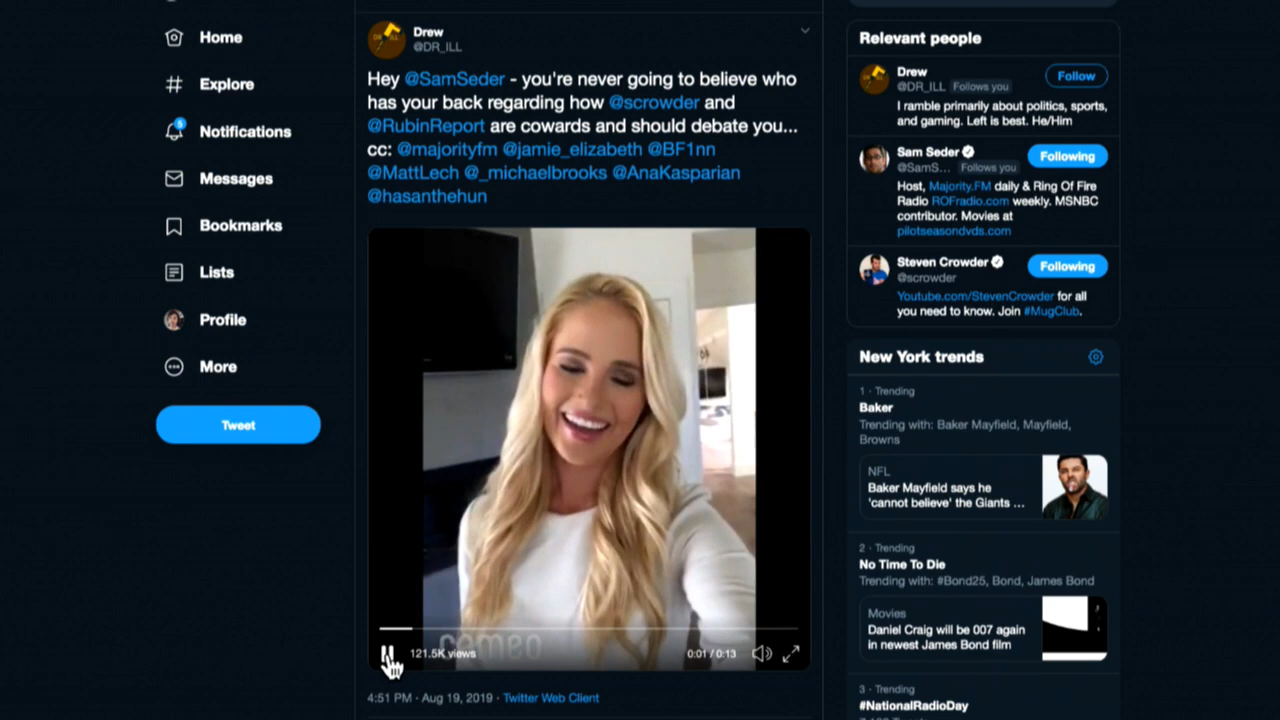 Home
Explore
5
Notifications
Messages
Bookmarks
Lists
Profile
More
Tweet
Drew
@DR_ILL
Hey @SamSeder - you're never going to believe who
has your back regarding how @scrowder and
@RubinReport are cowards and should debate you...
cc: @majorityfm @jamie_elizabeth @BF1nn
@MattLech @_michaelbrooks @AnaKasparian
@hasanthehun
cameo
121.5K views
0:01 / 0:13
4:51 PM · Aug 19, 2019 · Twitter Web Client
Relevant people
Drew
@DR_ILL Follows you
Follow
I ramble primarily about politics, sports,
and gaming. Left is best. He/Him
Sam Seder
@SamS... Follows you
Following
Host, Majority.FM daily & Ring Of Fire
Radio ROFradio.com weekly. MSNBC
contributor. Movies at
pilotseasondvds.com
Steven Crowder
@scrowder
Following
Youtube.com/StevenCrowder for all
you need to know. Join #MugClub.
New York trends
1 · Trending
Baker
Trending with: Baker Mayfield, Mayfield,
Browns
NFL
Baker Mayfield says he
'cannot believe' the Giants ...
2 · Trending
No Time To Die
Trending with: #Bond25, Bond, James Bond
Movies
Daniel Craig will be 007 again
in newest James Bond film
3 · Trending
#NationalRadioDay